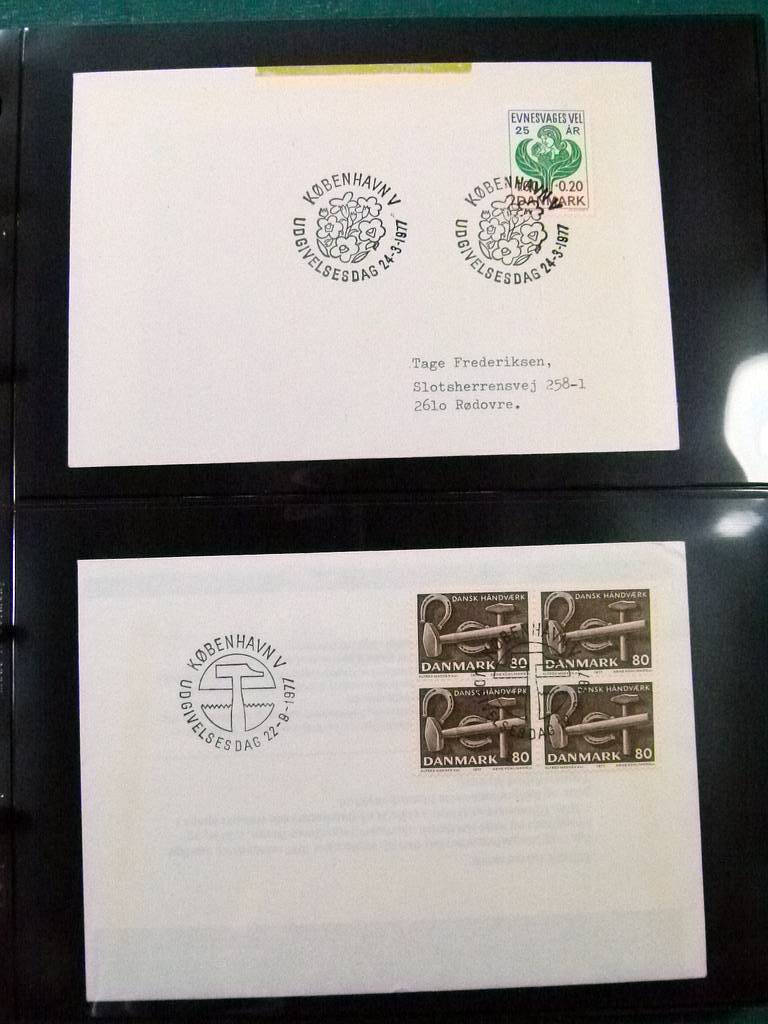 EVNESVAGES VEL
25 ÅR
0.20
DANMARK
KØBENHAVN V
UDGIVELSESDAG 24-3-1977
KØBENHAVN V
UDGIVELSESDAG 24-3-1977
Tage Frederiksen,
Slotsherrensvej 258-1
261o Rødovre.
DANSK HÅNDVÆRK
DANMARK 80
DANSK HÅNDVÆRK
DANMARK 80
KØBENHAVN V
UDGIVELSESDAG 22-9-1977
DANSK HÅNDVÆRK
DANMARK 80
DANSK HÅNDVÆRK
DANMARK 80
KØBENHAVN